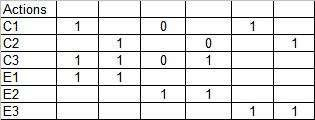 Actions
C1 1 0 1
C2 1 0 1
C3 1 1 0 1
E1 1 1
E2 1 1
E3 1 1